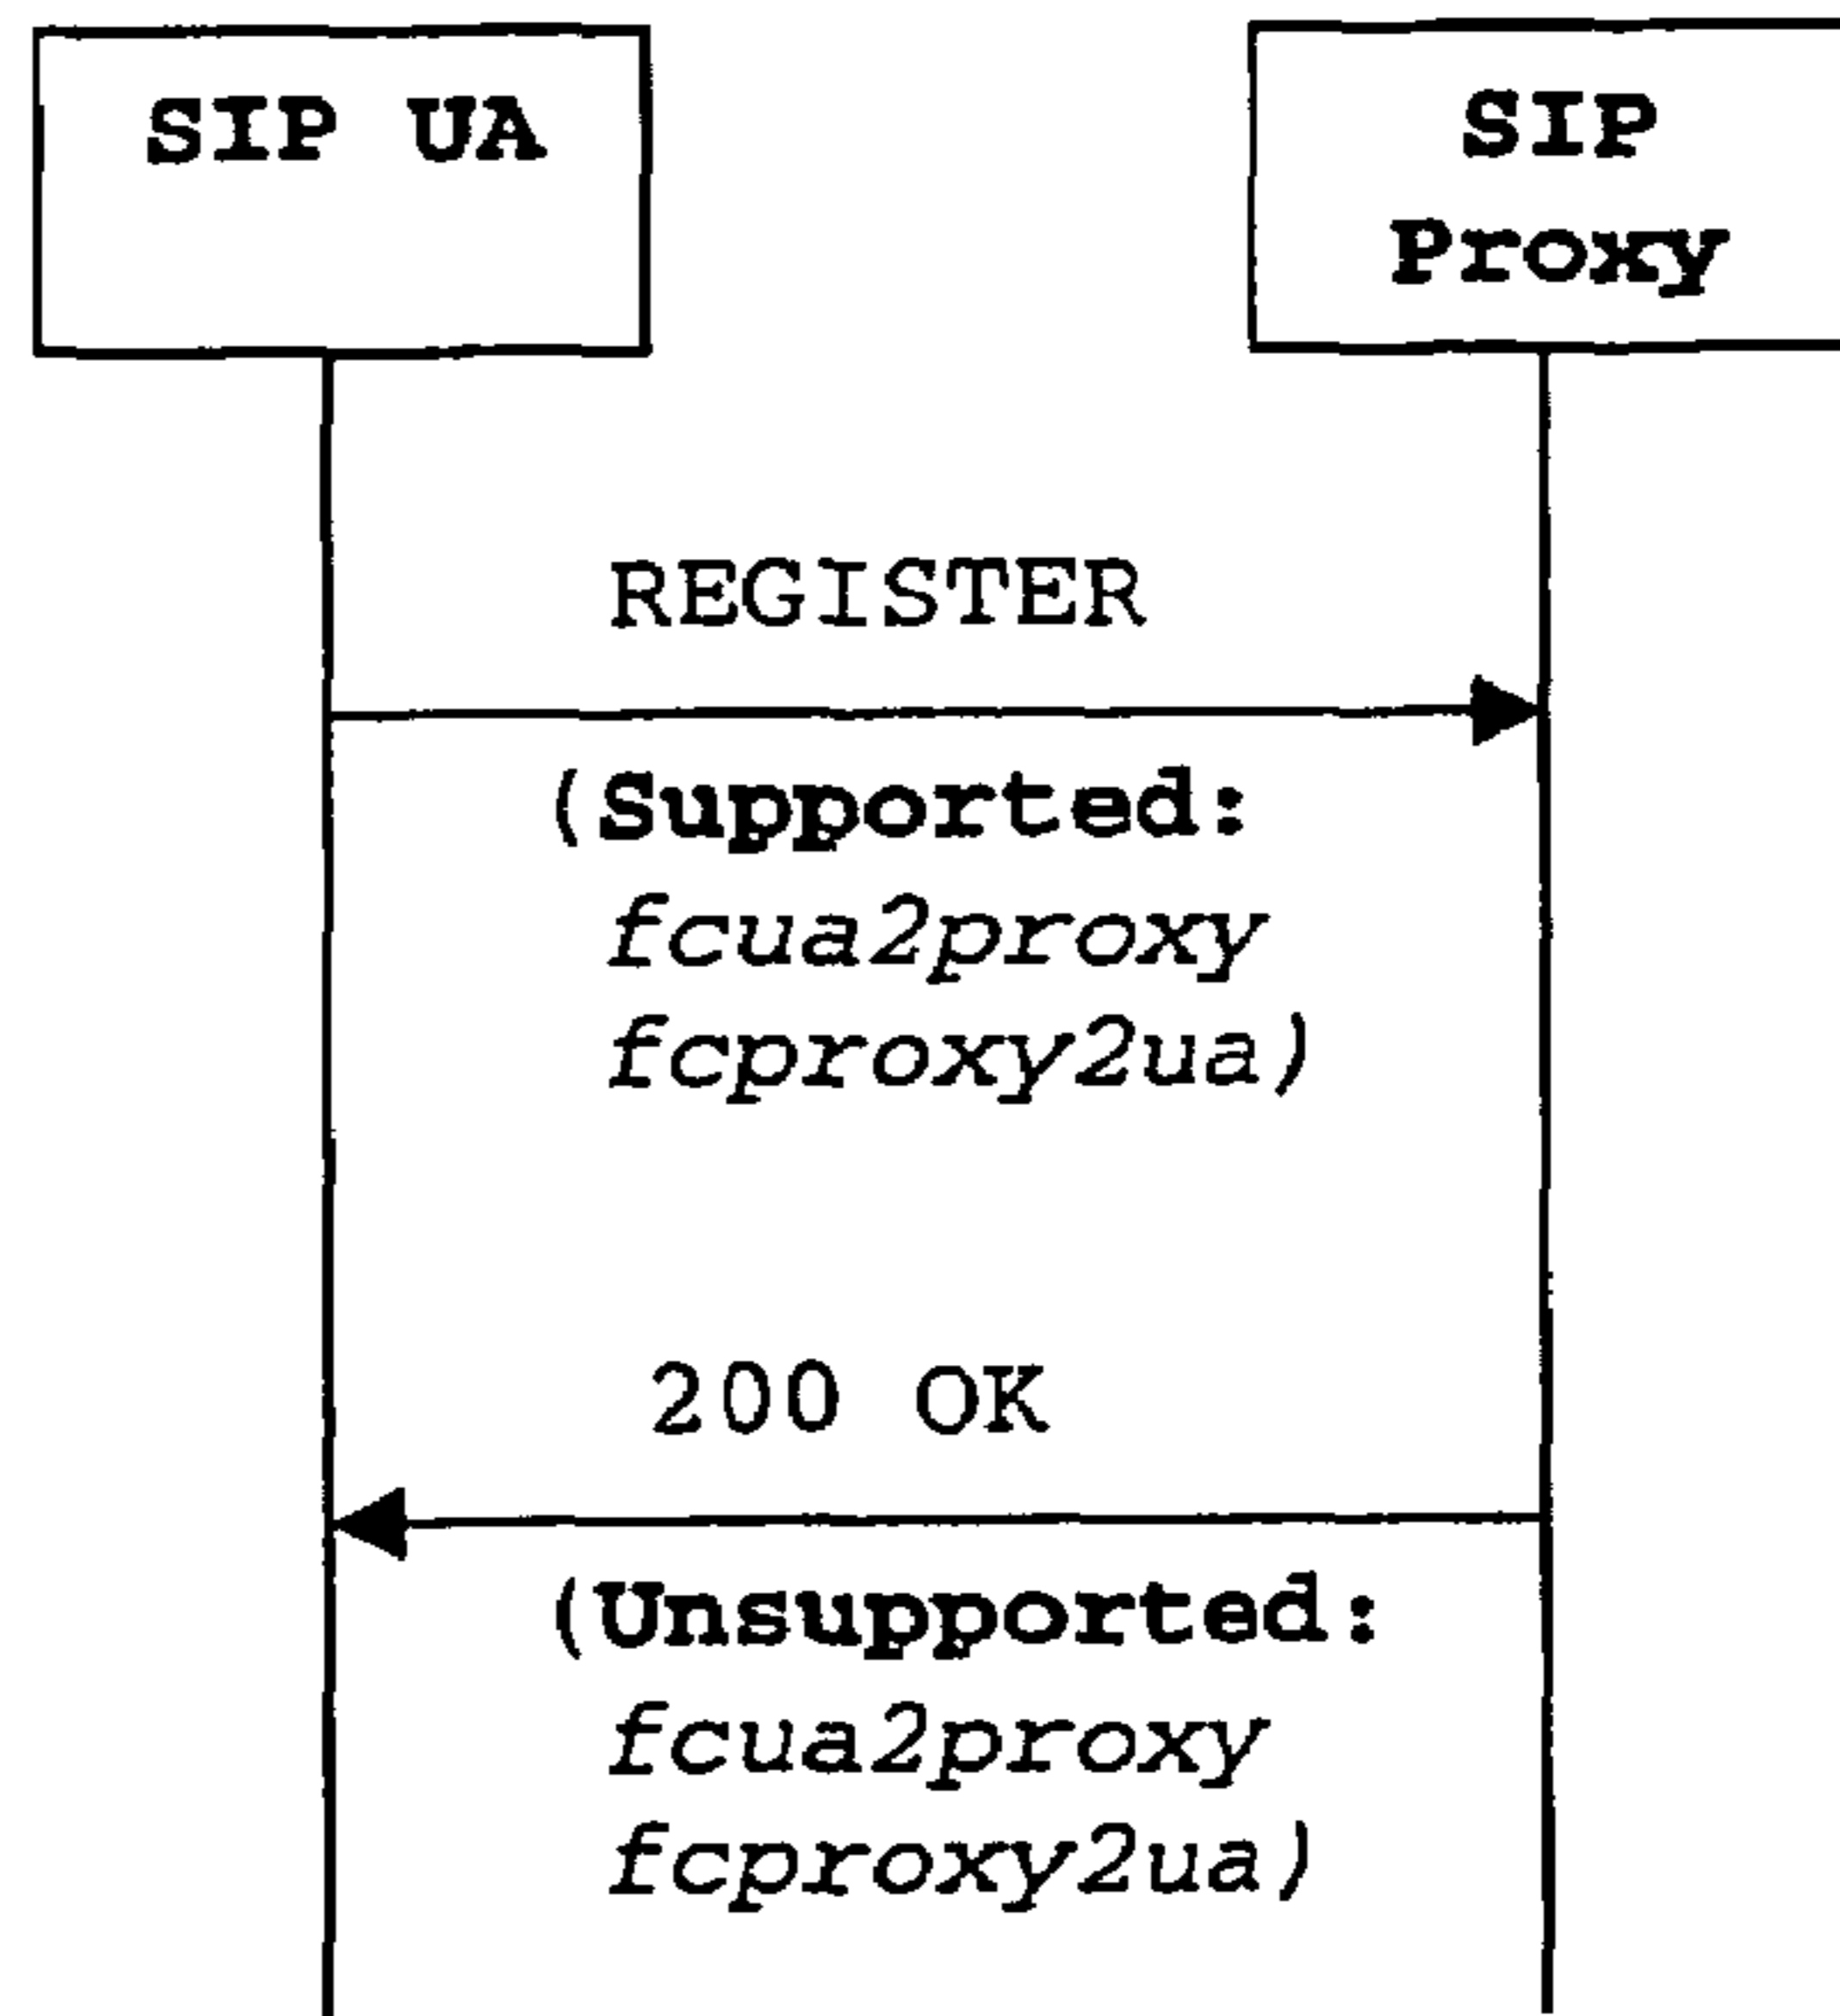 SIP UA
SIP
Proxy
REGISTER
(Supported:
fcua2proxy
fcproxy2ua)
200 OK
(Unsupported:
fcua2proxy
fcproxy2ua)